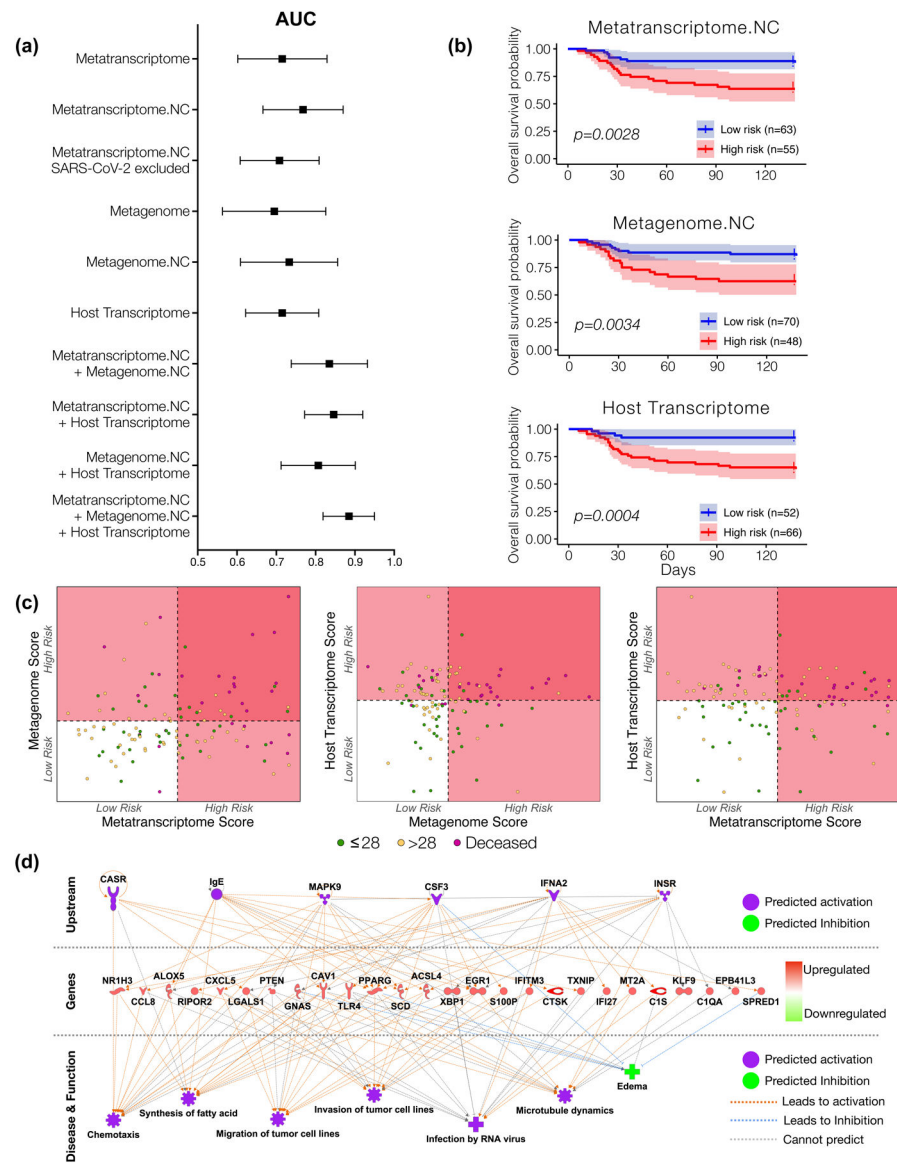 (a)
AUC
Metatranscriptome
Metatranscriptome.NC
Metatranscriptome.NC
SARS-CoV-2 excluded
Metagenome
Metagenome.NC
Host Transcriptome
Metatranscriptome.NC
+ Metagenome.NC
Metatranscriptome.NC
+ Host Transcriptome
Metagenome.NC
+ Host Transcriptome
Metatranscriptome.NC
+ Metagenome.NC
+ Host Transcriptome
0.5 0.6 0.7 0.8 0.9 1.0
(b)
Metatranscriptome.NC
Overall survival probability
1.00
0.75
0.50
0.25
0.00
p=0.0028
Low risk (n=63)
High risk (n=55)
0 30 60 90 120
Metagenome.NC
Overall survival probability
1.00
0.75
0.50
0.25
0.00
p=0.0034
Low risk (n=70)
High risk (n=48)
0 30 60 90 120
Host Transcriptome
Overall survival probability
1.00
0.75
0.50
0.25
0.00
p=0.0004
Low risk (n=52)
High risk (n=66)
0 30 60 90 120
Days
(c)
Metagenome Score
High Risk
Low Risk
Low Risk High Risk
Metatranscriptome Score
Host Transcriptome Score
High Risk
Low Risk
Low Risk High Risk
Metagenome Score
Host Transcriptome Score
High Risk
Low Risk
Low Risk High Risk
Metatranscriptome Score
≤28 >28 Deceased
(d)
Upstream
CASR IgE MAPK9 CSF3 IFNA2 INSR
Predicted activation
Predicted Inhibition
Genes
NR1H3 ALOX5 CXCL5 PTEN CAV1 PPARG ACSL4 EGR1 IFITM3 TXNIP MT2A KLF9 EPB41L3
CCL8 RIPOR2 LGALS1 GNAS TLR4 SCD XBP1 S100P CTSK IFI27 C1S C1QA SPRED1
Upregulated
Downregulated
Disease & Function
Edema
Chemotaxis
Synthesis of fatty acid
Migration of tumor cell lines
Invasion of tumor cell lines
Infection by RNA virus
Microtubule dynamics
Predicted activation
Predicted Inhibition
Leads to activation
Leads to Inhibition
Cannot predict